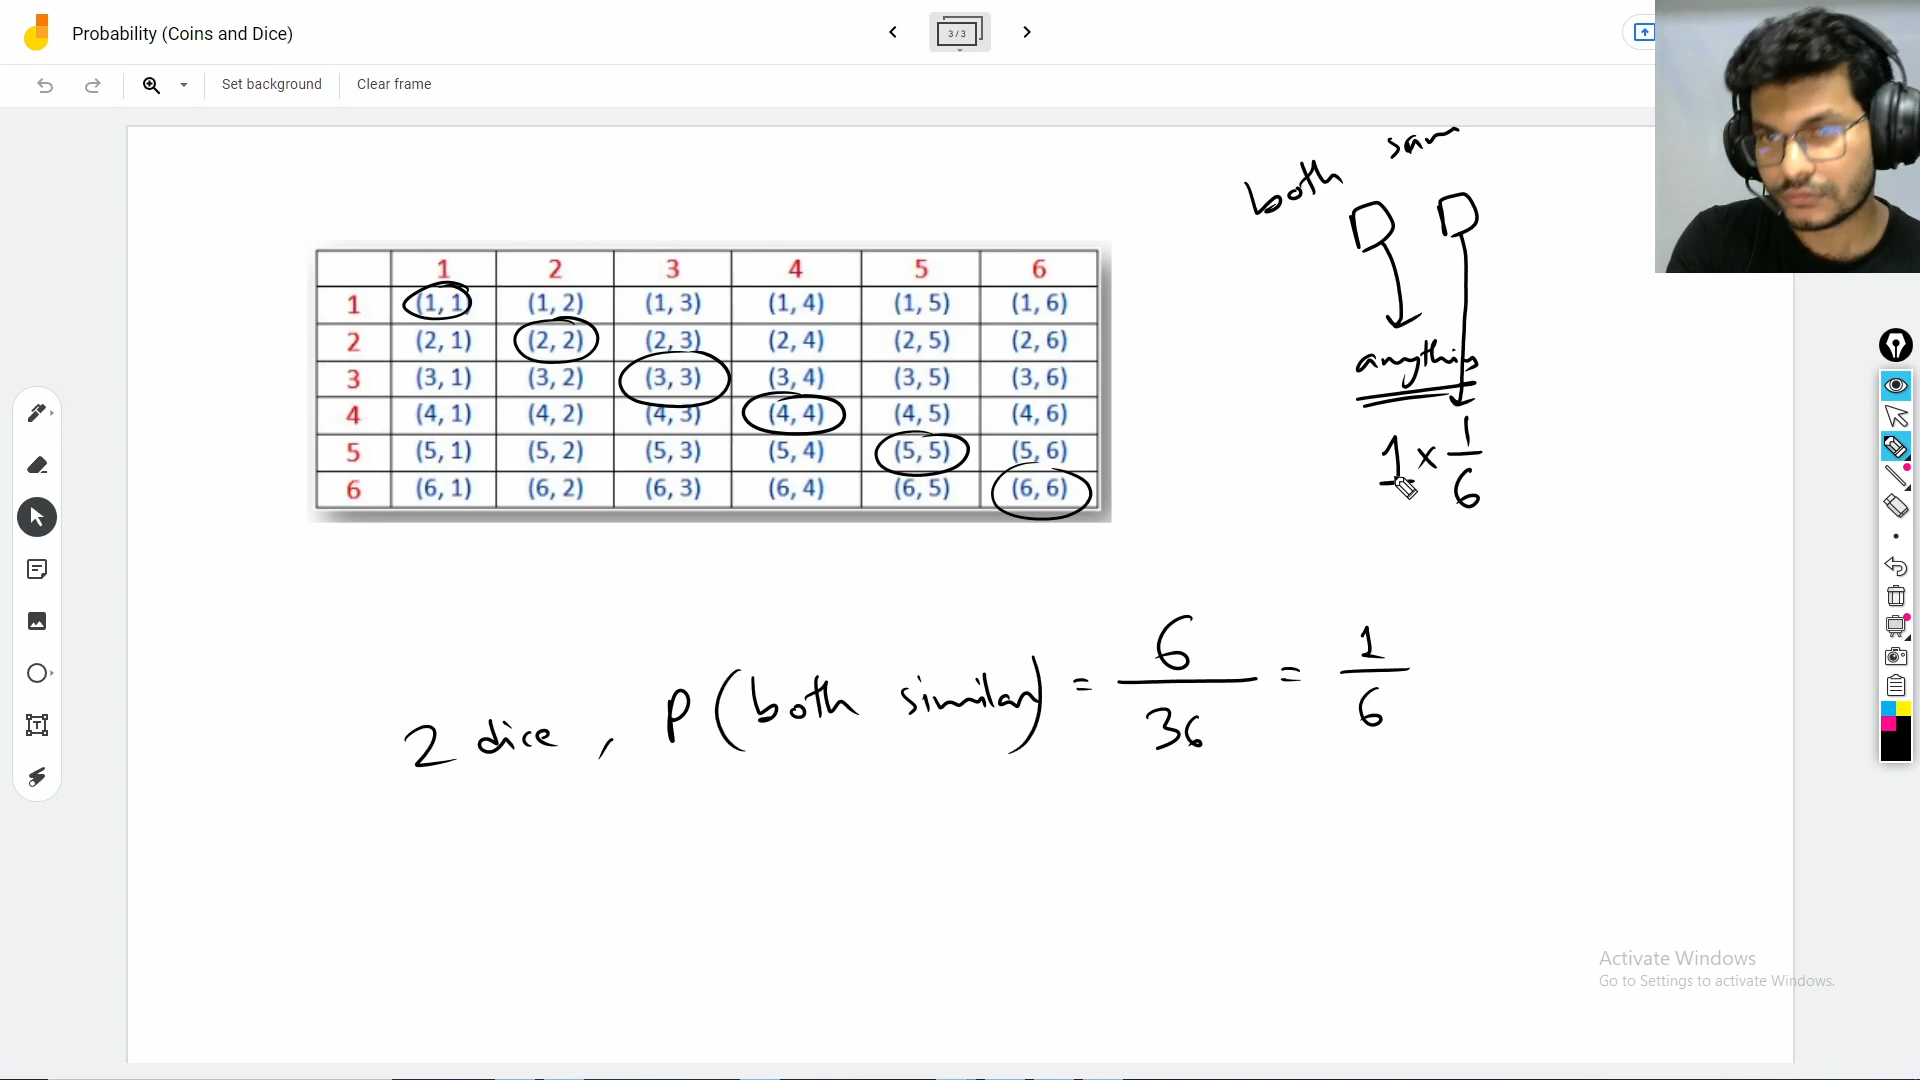 Probability (Coins and Dice)
3 / 3
Set background
Clear frame
both same
1 2 3 4 5 6
1 (1, 1) (1, 2) (1, 3) (1, 4) (1, 5) (1, 6)
2 (2, 1) (2, 2) (2, 3) (2, 4) (2, 5) (2, 6)
3 (3, 1) (3, 2) (3, 3) (3, 4) (3, 5) (3, 6)
4 (4, 1) (4, 2) (4, 3) (4, 4) (4, 5) (4, 6)
5 (5, 1) (5, 2) (5, 3) (5, 4) (5, 5) (5, 6)
6 (6, 1) (6, 2) (6, 3) (6, 4) (6, 5) (6, 6)
D D
anything
1 × 1/6
2 dice, P (both similar) = 6/36 = 1/6
Activate Windows
Go to Settings to activate Windows.